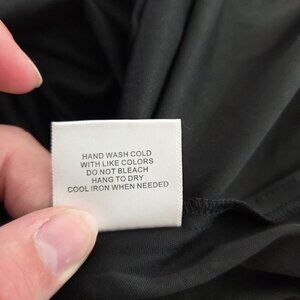 HAND WASH COLD
WITH LIKE COLORS
DO NOT BLEACH
HANG TO DRY
COOL IRON WHEN NEEDED